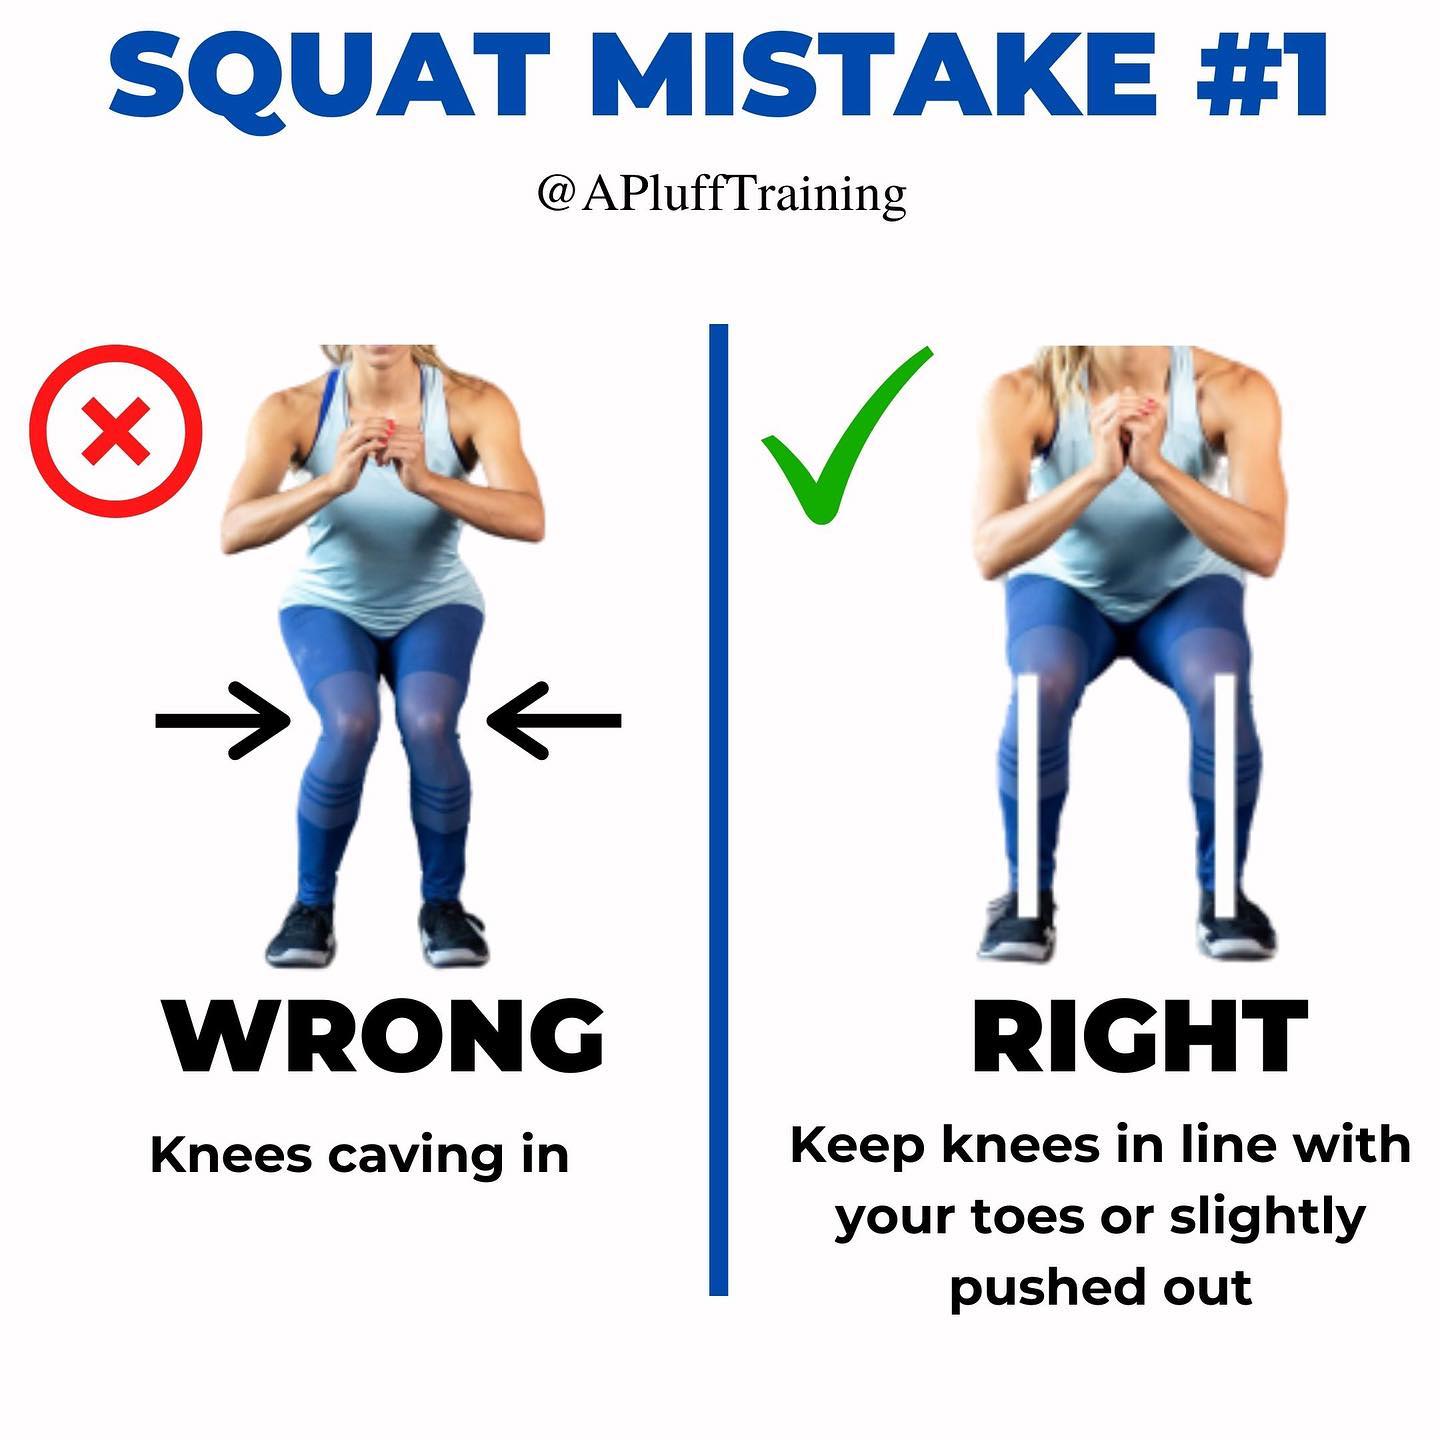 SQUAT MISTAKE #1
@APluffTraining
WRONG
Knees caving in
RIGHT
Keep knees in line with
your toes or slightly
pushed out